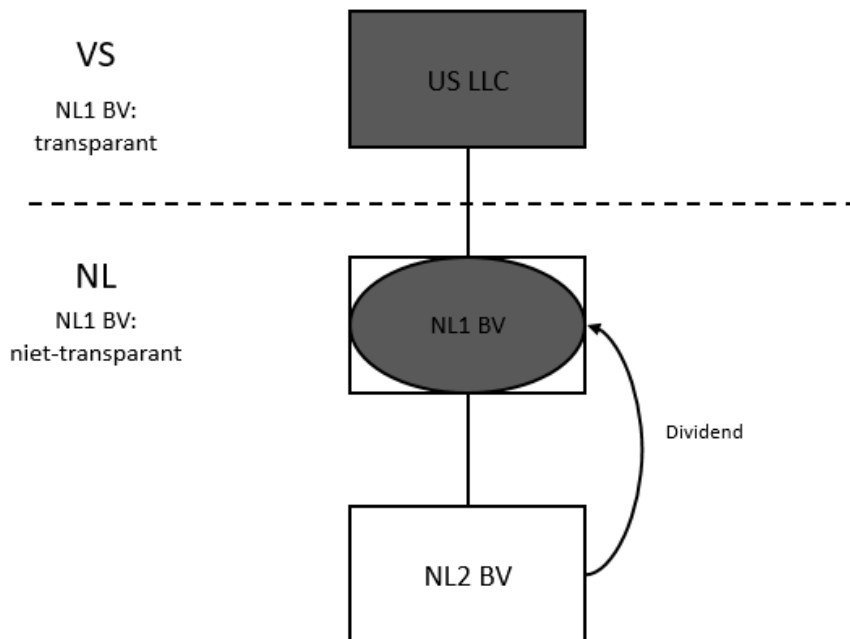 VS
NL1 BV:
transparant
US LLC
NL
NL1 BV:
niet-transparant
NL1 BV
Dividend
NL2 BV